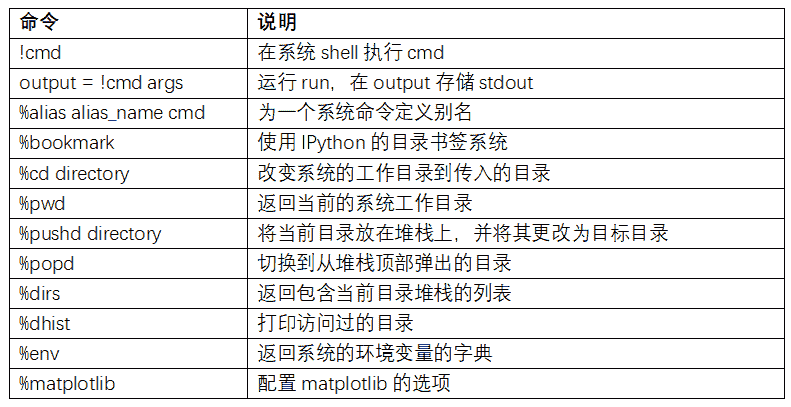 命令 说明
!cmd 在系统 shell 执行 cmd
output = !cmd args 运行 run，在 output 存储 stdout
%alias alias_name cmd 为一个系统命令定义别名
%bookmark 使用 IPython 的目录书签系统
%cd directory 改变系统的工作目录到传入的目录
%pwd 返回当前的系统工作目录
%pushd directory 将当前目录放在堆栈上，并将其更改为目标目录
%popd 切换到从堆栈顶部弹出的目录
%dirs 返回包含当前目录堆栈的列表
%dhist 打印访问过的目录
%env 返回系统的环境变量的字典
%matplotlib 配置 matplotlib 的选项